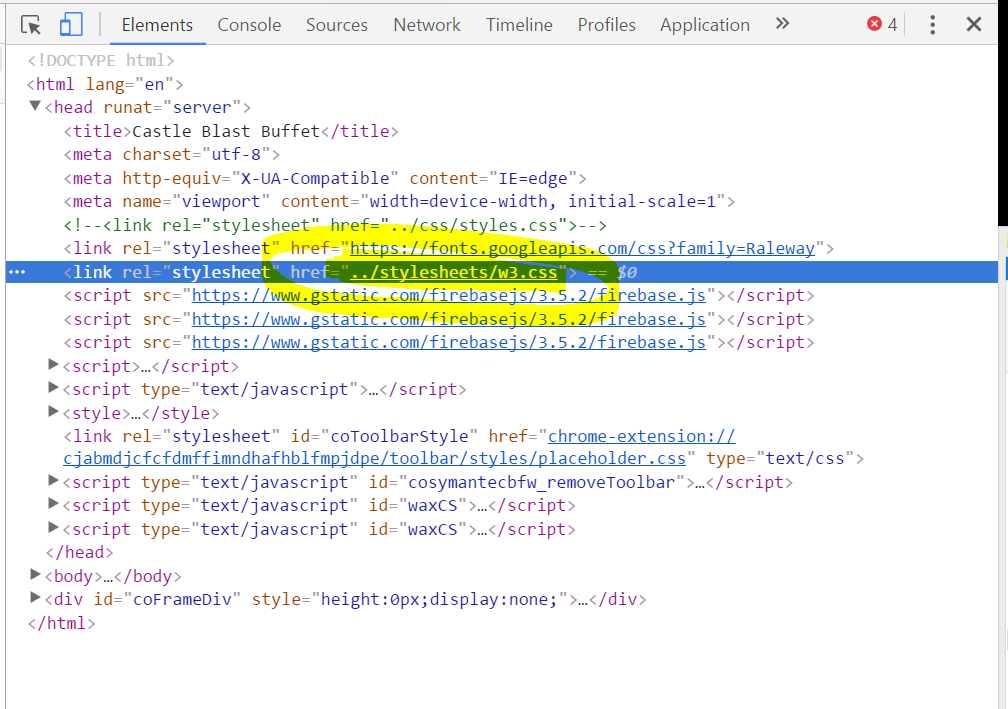 Elements Console Sources Network Timeline Profiles Application » 4
<!DOCTYPE html>
<html lang="en">
<head runat="server">
<title>Castle Blast Buffet</title>
<meta charset="utf-8">
<meta http-equiv="X-UA-Compatible" content="IE=edge">
<meta name="viewport" content="width=device-width, initial-scale=1">
<!--<link rel="stylesheet" href="../css/styles.css">-->
<link rel="stylesheet" href="https://fonts.googleapis.com/css?family=Raleway">
<link rel="stylesheet" href="../stylesheets/w3.css"> == $0
<script src="https://www.gstatic.com/firebasejs/3.5.2/firebase.js"></script>
<script src="https://www.gstatic.com/firebasejs/3.5.2/firebase.js"></script>
<script src="https://www.gstatic.com/firebasejs/3.5.2/firebase.js"></script>
<script>…</script>
<script type="text/javascript">…</script>
<style>…</style>
<link rel="stylesheet" id="coToolbarStyle" href="chrome-extension://
cjabmdjcfcfdmffimndhafhblfmpjdpe/toolbar/styles/placeholder.css" type="text/css">
<script type="text/javascript" id="cosymantecbfw_removeToolbar">…</script>
<script type="text/javascript" id="waxCS">…</script>
<script type="text/javascript" id="waxCS">…</script>
</head>
<body>…</body>
<div id="coFrameDiv" style="height:0px;display:none;">…</div>
</html>